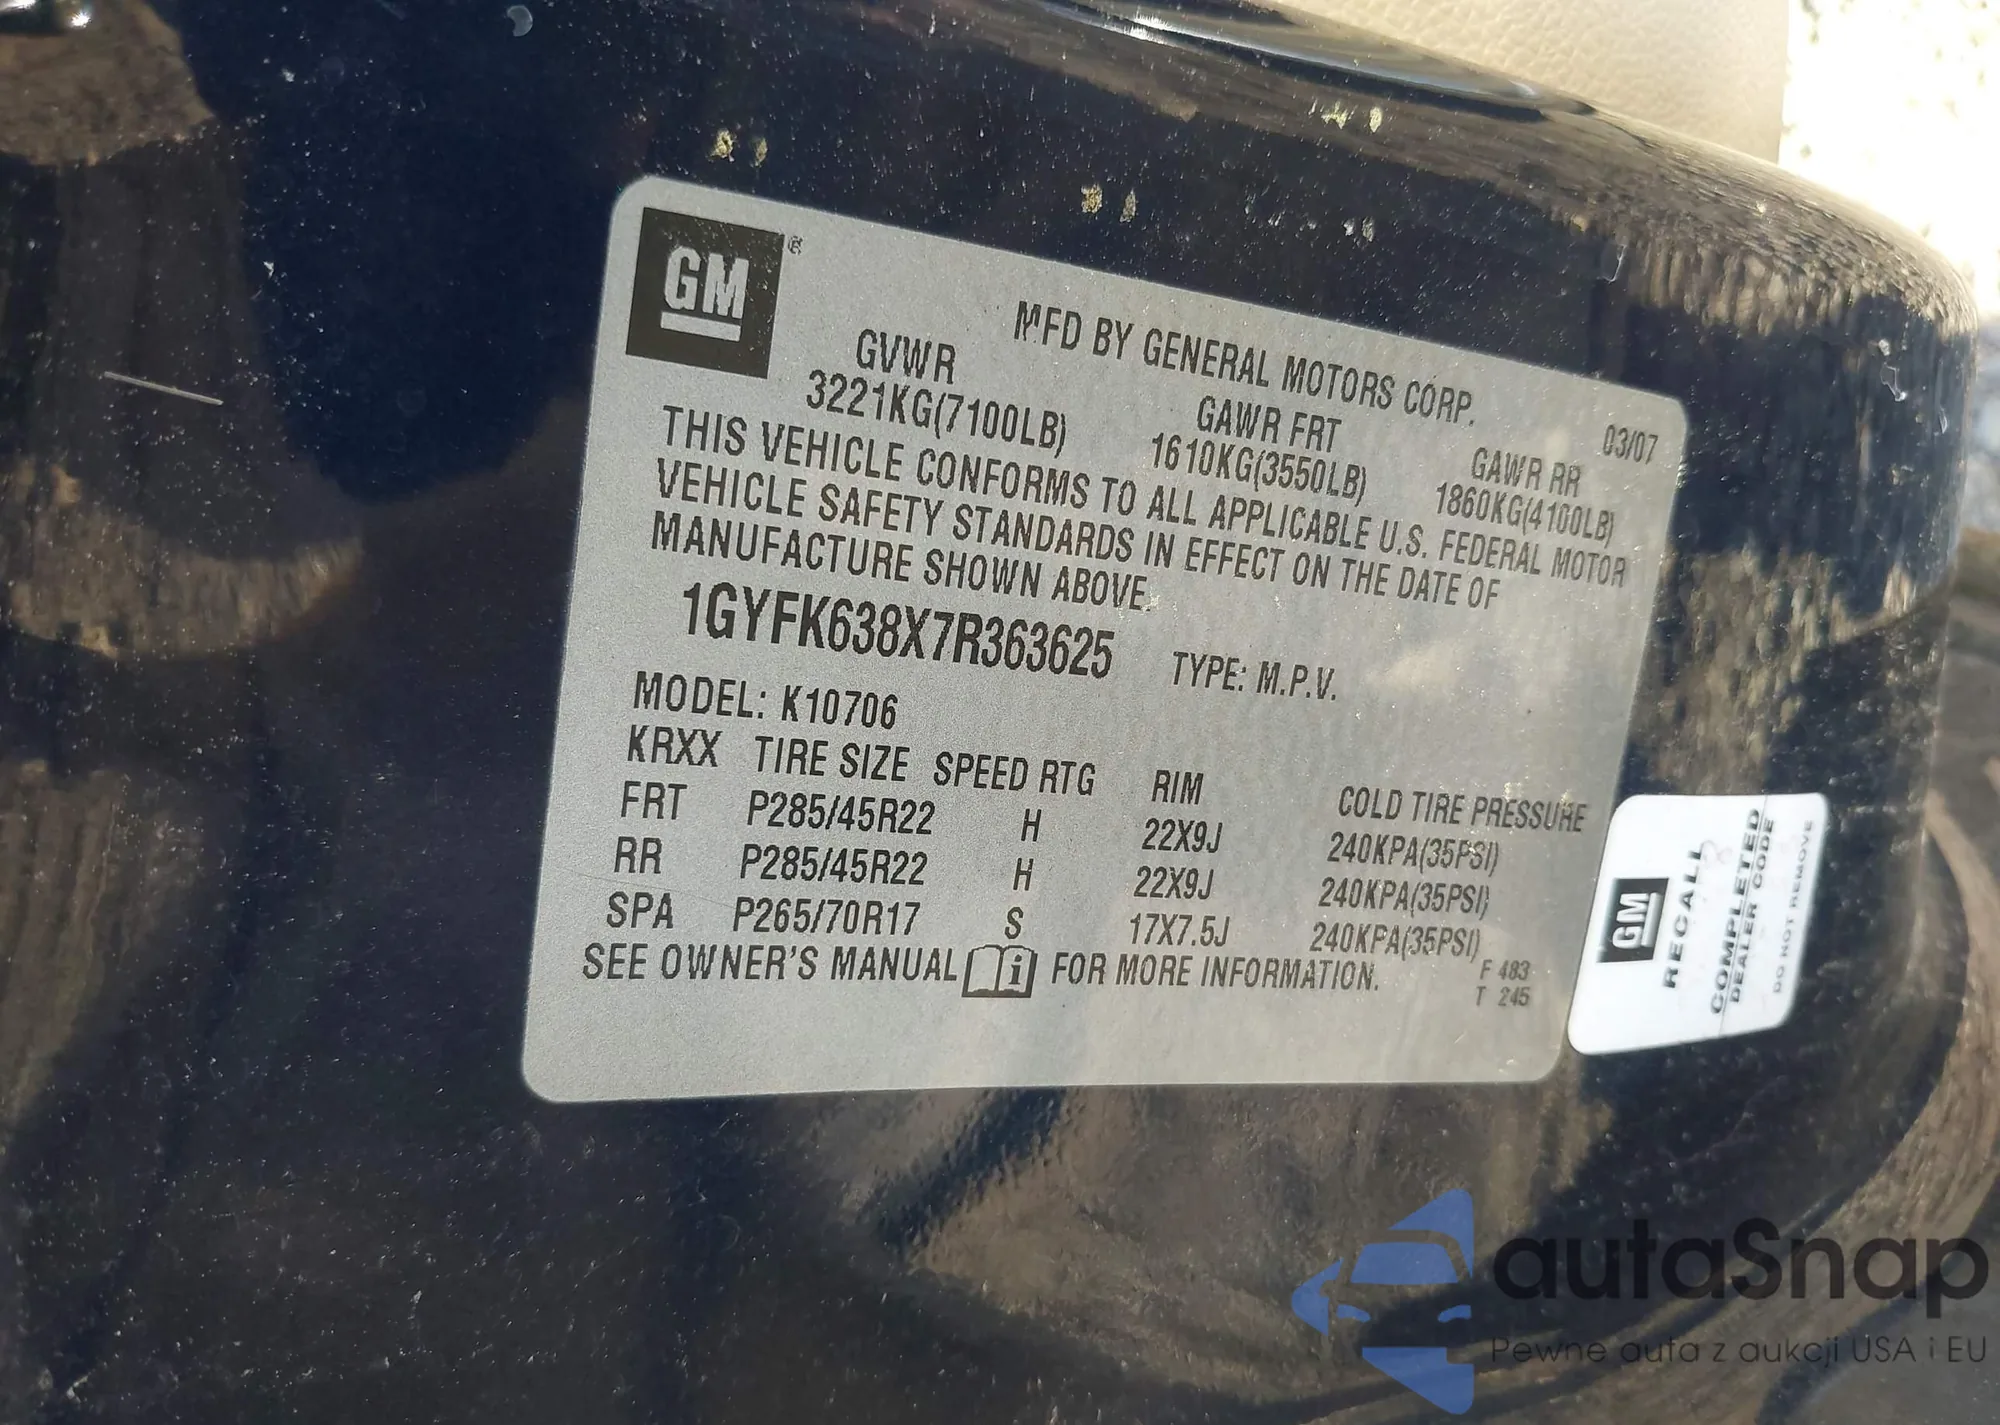 GM
MFD BY GENERAL MOTORS CORP.
03/07
GVWR GAWR FRT GAWR RR
3221KG(7100LB) 1610KG(3550LB) 1860KG(4100LB)
THIS VEHICLE CONFORMS TO ALL APPLICABLE U.S. FEDERAL MOTOR
VEHICLE SAFETY STANDARDS IN EFFECT ON THE DATE OF
MANUFACTURE SHOWN ABOVE.
1GYFK638X7R363625 TYPE: M.P.V.
MODEL: K10706
KRXX TIRE SIZE SPEED RTG RIM COLD TIRE PRESSURE
FRT P285/45R22 H 22X9J 240KPA(35PSI)
RR P285/45R22 H 22X9J 240KPA(35PSI)
SPA P265/70R17 S 17X7.5J 240KPA(35PSI)
SEE OWNER'S MANUAL i FOR MORE INFORMATION.
F 483
T 245
GM
RECALL
COMPLETED
DEALER CODE
DO NOT REMOVE
autaSnap
Pewne auta z aukcji USA i EU